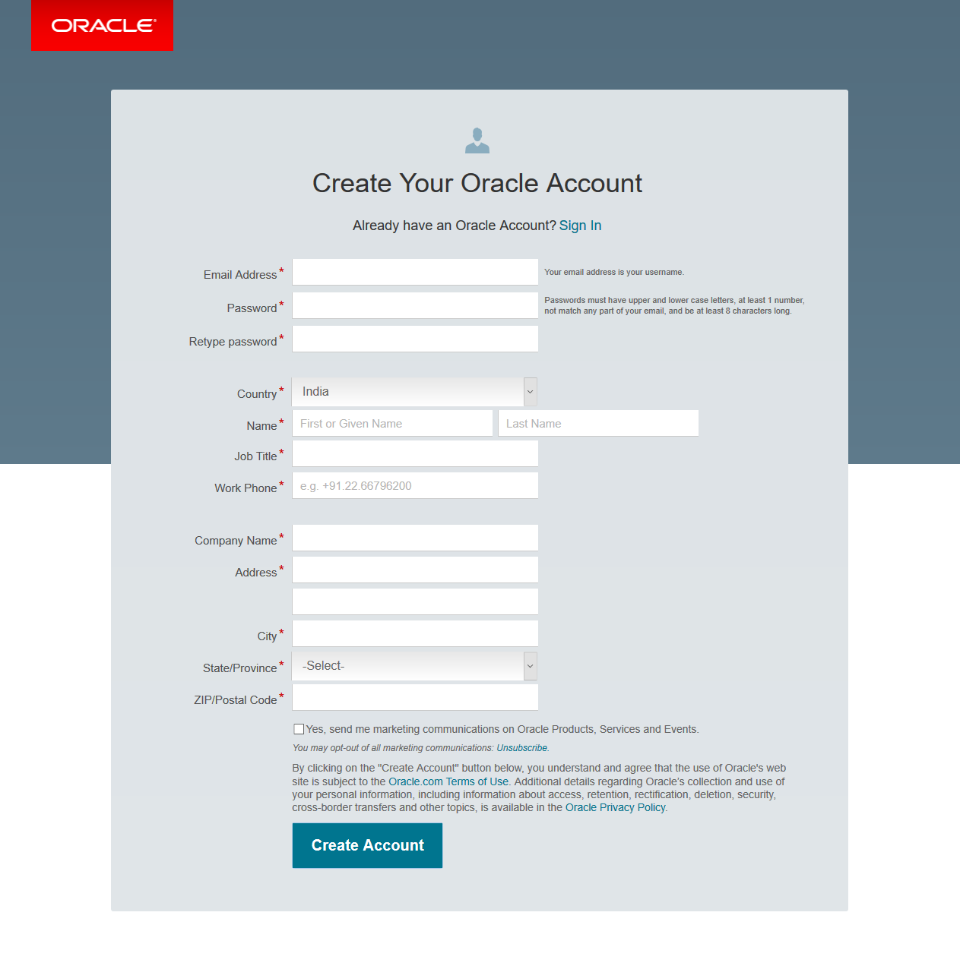 ORACLE®
Create Your Oracle Account
Already have an Oracle Account? Sign In
Email Address *
Your email address is your username.
Password *
Passwords must have upper and lower case letters, at least 1 number,
not match any part of your email, and be at least 8 characters long.
Retype password *
Country *
India
Name *
First or Given Name
Last Name
Job Title *
Work Phone *
e.g. +91.22.66796200
Company Name *
Address *
City *
State/Province *
-Select-
ZIP/Postal Code *
Yes, send me marketing communications on Oracle Products, Services and Events.
You may opt-out of all marketing communications: Unsubscribe.
By clicking on the "Create Account" button below, you understand and agree that the use of Oracle's web
site is subject to the Oracle.com Terms of Use. Additional details regarding Oracle's collection and use of
your personal information, including information about access, retention, rectification, deletion, security,
cross-border transfers and other topics, is available in the Oracle Privacy Policy.
Create Account